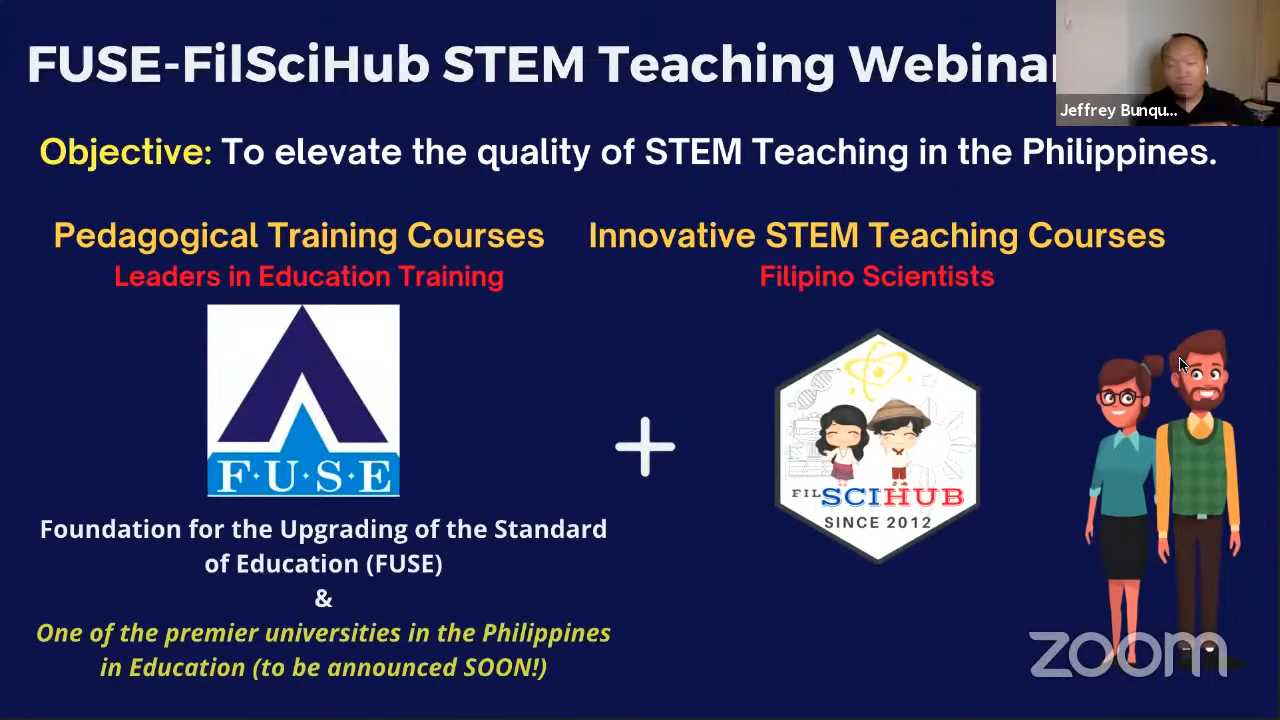 FUSE-FilSciHub STEM Teaching Webinar
Jeffrey Bunqu...
Objective: To elevate the quality of STEM Teaching in the Philippines.
Pedagogical Training Courses
Leaders in Education Training
Innovative STEM Teaching Courses
Filipino Scientists
F·U·S·E
FILSCIHUB
SINCE 2012
Foundation for the Upgrading of the Standard
of Education (FUSE)
&
One of the premier universities in the Philippines
in Education (to be announced SOON!)
zoom